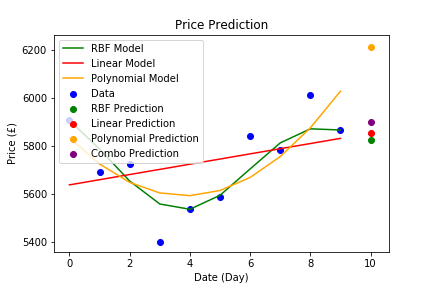 Price Prediction
Price (£)
6200
6000
5800
5600
5400
RBF Model
Linear Model
Polynomial Model
Data
RBF Prediction
Linear Prediction
Polynomial Prediction
Combo Prediction
0 2 4 6 8 10
Date (Day)